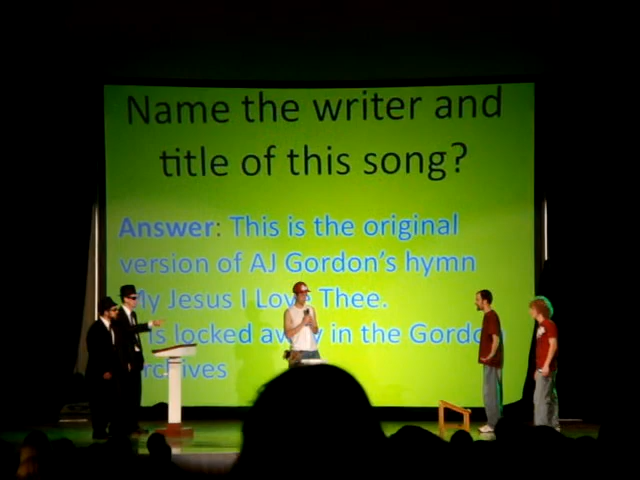 Name the writer and
title of this song?
Answer: This is the original
version of AJ Gordon's hymn
My Jesus I Love Thee.
is locked away in the Gordon
Archives